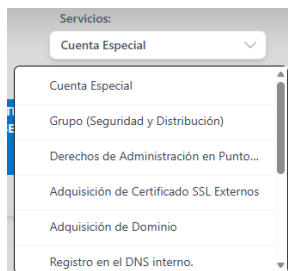 Servicios:
Cuenta Especial
Cuenta Especial
Grupo (Seguridad y Distribución)
Derechos de Administración en Punto...
Adquisición de Certificado SSL Externos
Adquisición de Dominio
Registro en el DNS interno.